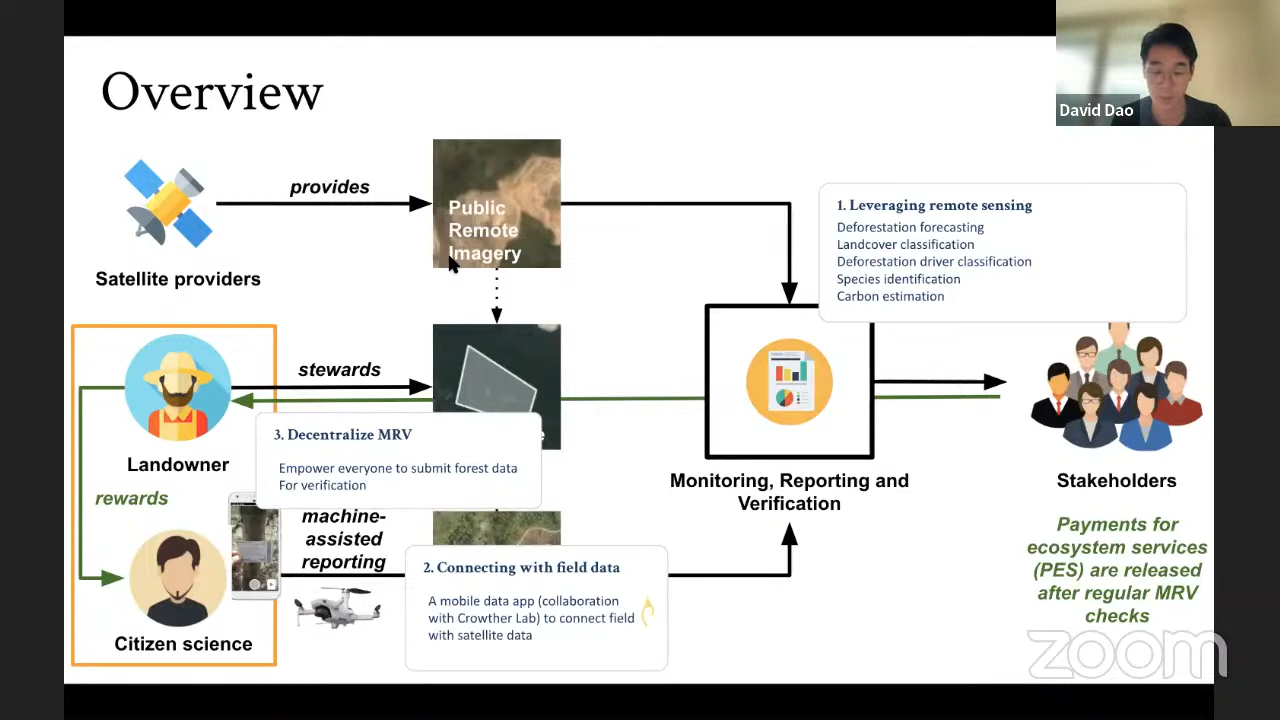 Overview
David Dao
provides
Public
Remote
Imagery
Satellite providers
1. Leveraging remote sensing
Deforestation forecasting
Landcover classification
Deforestation driver classification
Species identification
Carbon estimation
stewards
3. Decentralize MRV
Empower everyone to submit forest data
For verification
Landowner
rewards
machine-
assisted
reporting
Monitoring, Reporting and
Verification
Stakeholders
Payments for
ecosystem services
(PES) are released
after regular MRV
checks
2. Connecting with field data
A mobile data app (collaboration
with Crowther Lab) to connect field
with satellite data
Citizen science
zoom